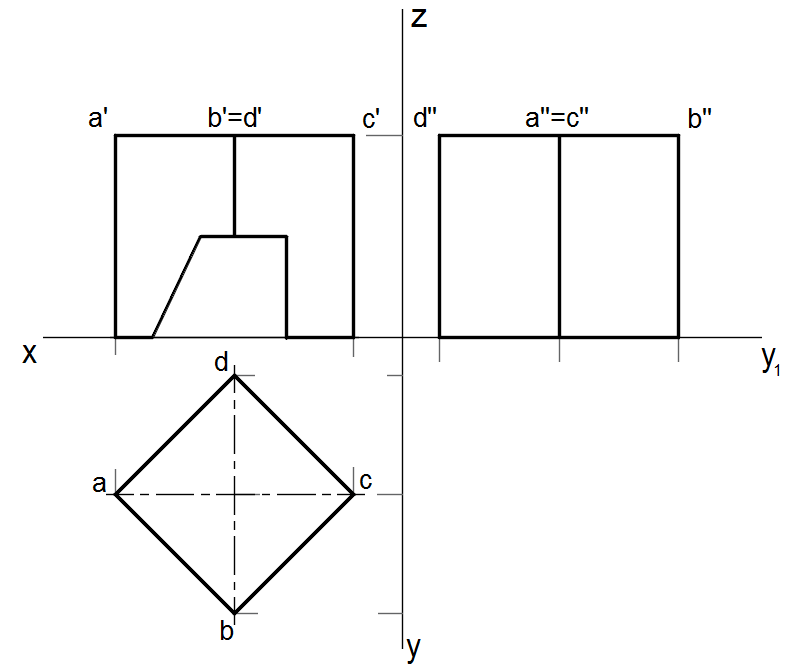 z
a' b'=d' c' d" a"=c" b"
x y₁
d
a c
b y